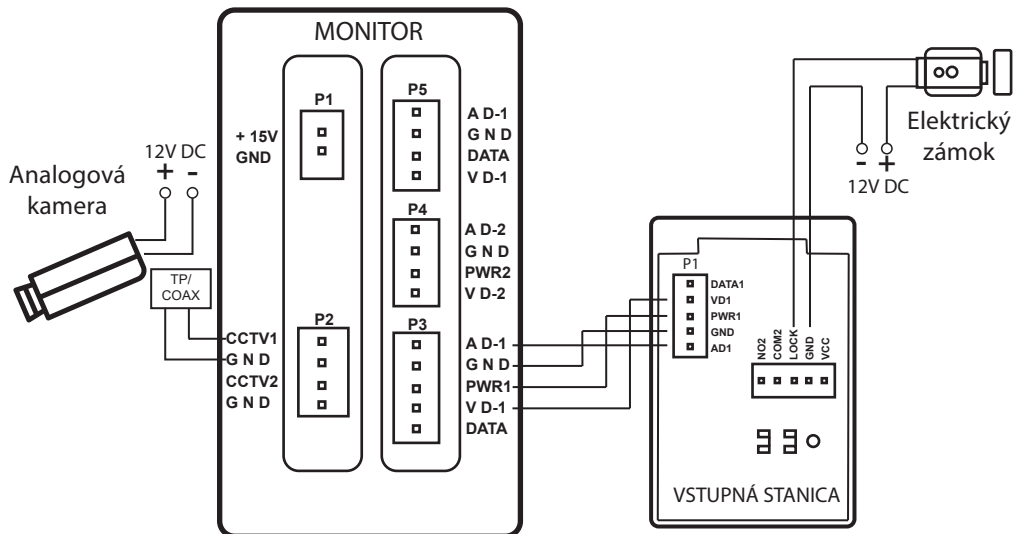 MONITOR
P1
+ 15V
GND
P5
A D-1
G N D
DATA
V D-1
P4
A D-2
G N D
PWR2
V D-2
P2
CCTV1
G N D
CCTV2
G N D
P3
A D-1
G N D
PWR1
V D-1
DATA
Analogová
kamera
12V DC
+ -
TP/
COAX
Elektrický
zámok
- +
12V DC
P1
DATA1
VD1
PWR1
GND
AD1
NO2
COM2
LOCK
GND
VCC
VSTUPNÁ STANICA